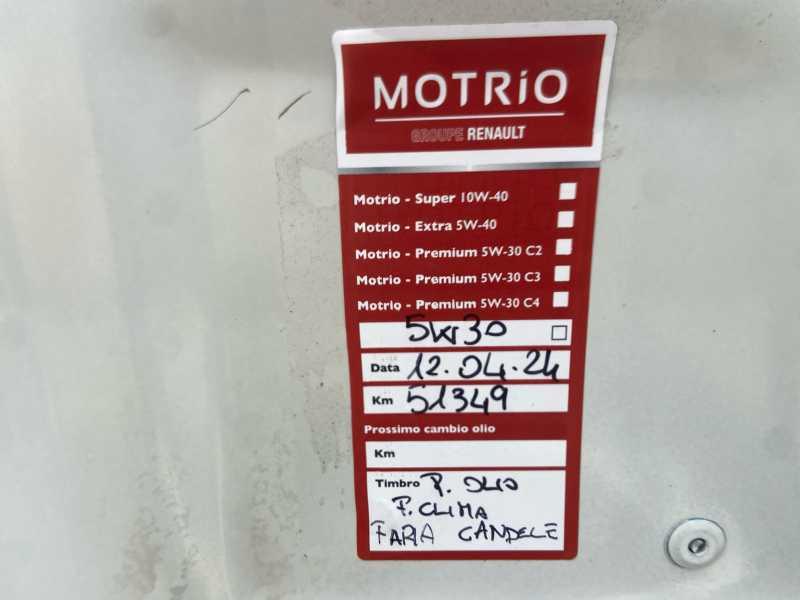 MOTRiO
GROUPE RENAULT
Motrio - Super 10W-40
Motrio - Extra 5W-40
Motrio - Premium 5W-30 C2
Motrio - Premium 5W-30 C3
Motrio - Premium 5W-30 C4
5W30
Data 12.04.24
Km 51349
Prossimo cambio olio
Km
Timbro F. OLIO
F. CLIMA
FARIA CANDELE